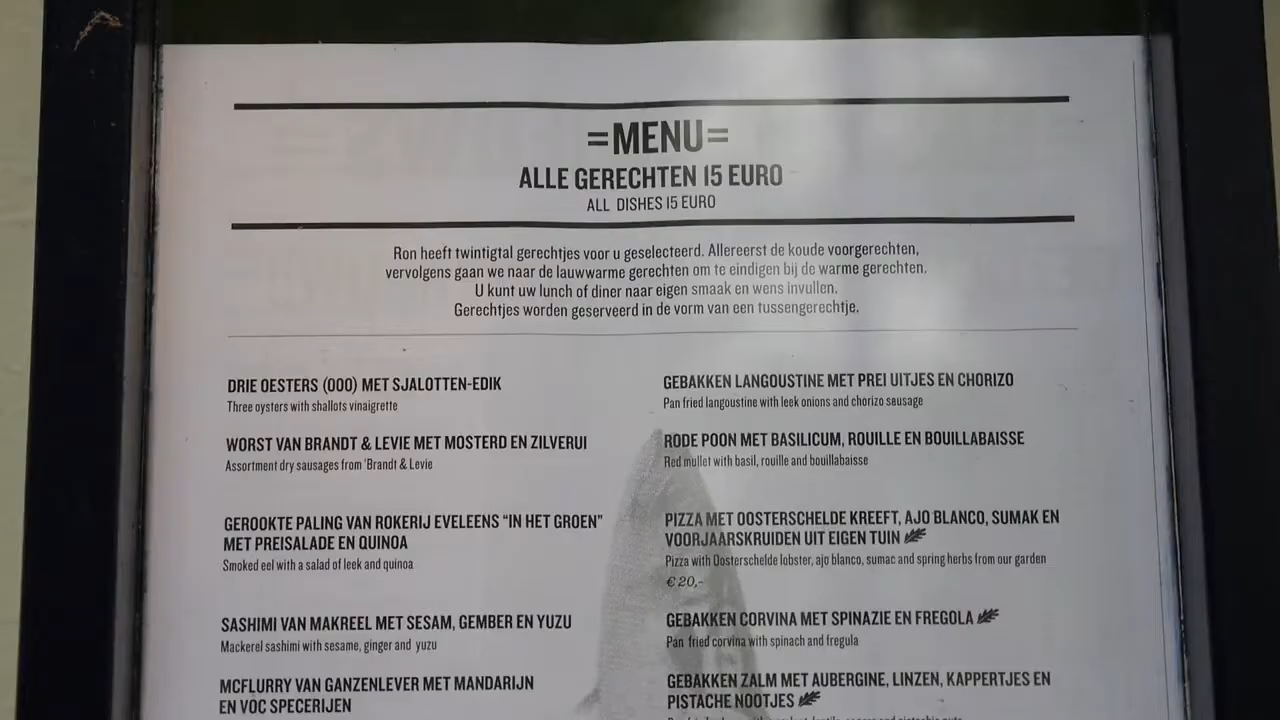 =MENU=
ALLE GERECHTEN 15 EURO
ALL DISHES 15 EURO
Ron heeft twintigtal gerechtjes voor u geselecteerd. Allereerst de koude voorgerechten,
vervolgens gaan we naar de lauwwarme gerechten om te eindigen bij de warme gerechten.
U kunt uw lunch of diner naar eigen smaak en wens invullen.
Gerechtjes worden geserveerd in de vorm van een tussengerechtje.
DRIE OESTERS (000) MET SJALOTTEN-EDIK
Three oysters with shallots vinaigrette
WORST VAN BRANDT & LEVIE MET MOSTERD EN ZILVERUI
Assortment dry sausages from 'Brandt & Levie
GEROOKTE PALING VAN ROKERIJ EVELEENS “IN HET GROEN”
MET PREISALADE EN QUINOA
Smoked eel with a salad of leek and quinoa
SASHIMI VAN MAKREEL MET SESAM, GEMBER EN YUZU
Mackerel sashimi with sesame, ginger and yuzu
MCFLURRY VAN GANZENLEVER MET MANDARIJN
EN VOC SPECERIJEN
GEBAKKEN LANGOUSTINE MET PREI UITJES EN CHORIZO
Pan fried langoustine with leek onions and chorizo sausage
RODE POON MET BASILICUM, ROUILLE EN BOUILLABAISSE
Red mullet with basil, rouille and bouillabaisse
PIZZA MET OOSTERSCHELDE KREEFT, AJO BLANCO, SUMAK EN
VOORJAARSKRUIDEN UIT EIGEN TUIN
Pizza with Oosterschelde lobster, ajo blanco, sumac and spring herbs from our garden
€ 20,-
GEBAKKEN CORVINA MET SPINAZIE EN FREGOLA
Pan fried corvina with spinach and fregula
GEBAKKEN ZALM MET AUBERGINE, LINZEN, KAPPERTJES EN
PISTACHE NOOTJES